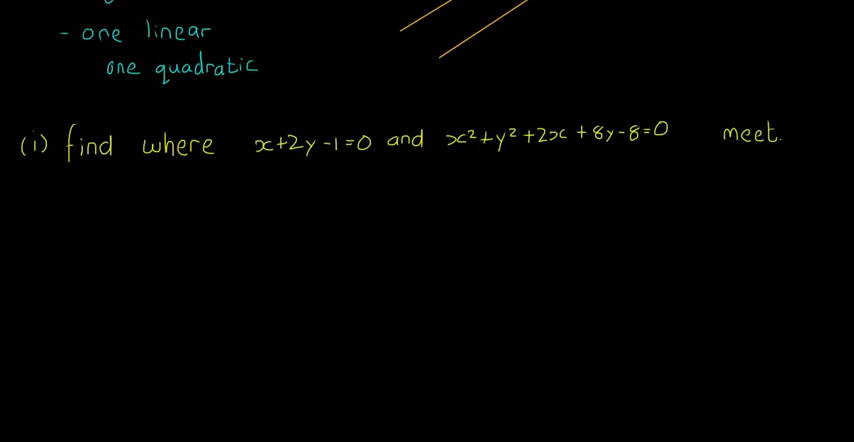 - one linear
one quadratic
(i) find where x+2y-1=0 and x²+y²+2x+8y-8=0 meet.